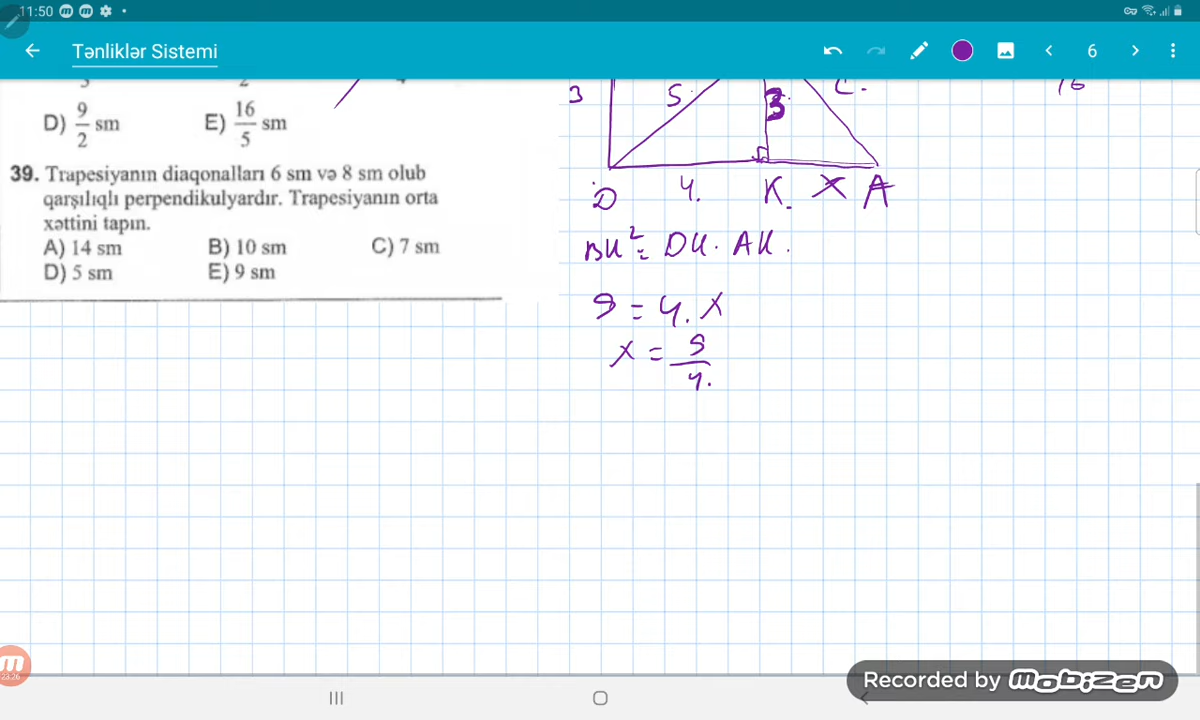 11:50
Tənliklər Sistemi
6
D) 9/2 sm E) 16/5 sm
39. Trapesiyanın diaqonalları 6 sm və 8 sm olub
qarşılıqlı perpendikulyardır. Trapesiyanın orta
xəttini tapın.
A) 14 sm B) 10 sm C) 7 sm
D) 5 sm E) 9 sm
3 5 3 C.
16
D 4. K. X A
BK² = DK. AK.
9 = 4. x
x = 9/4.
23:26
Recorded by mobizen